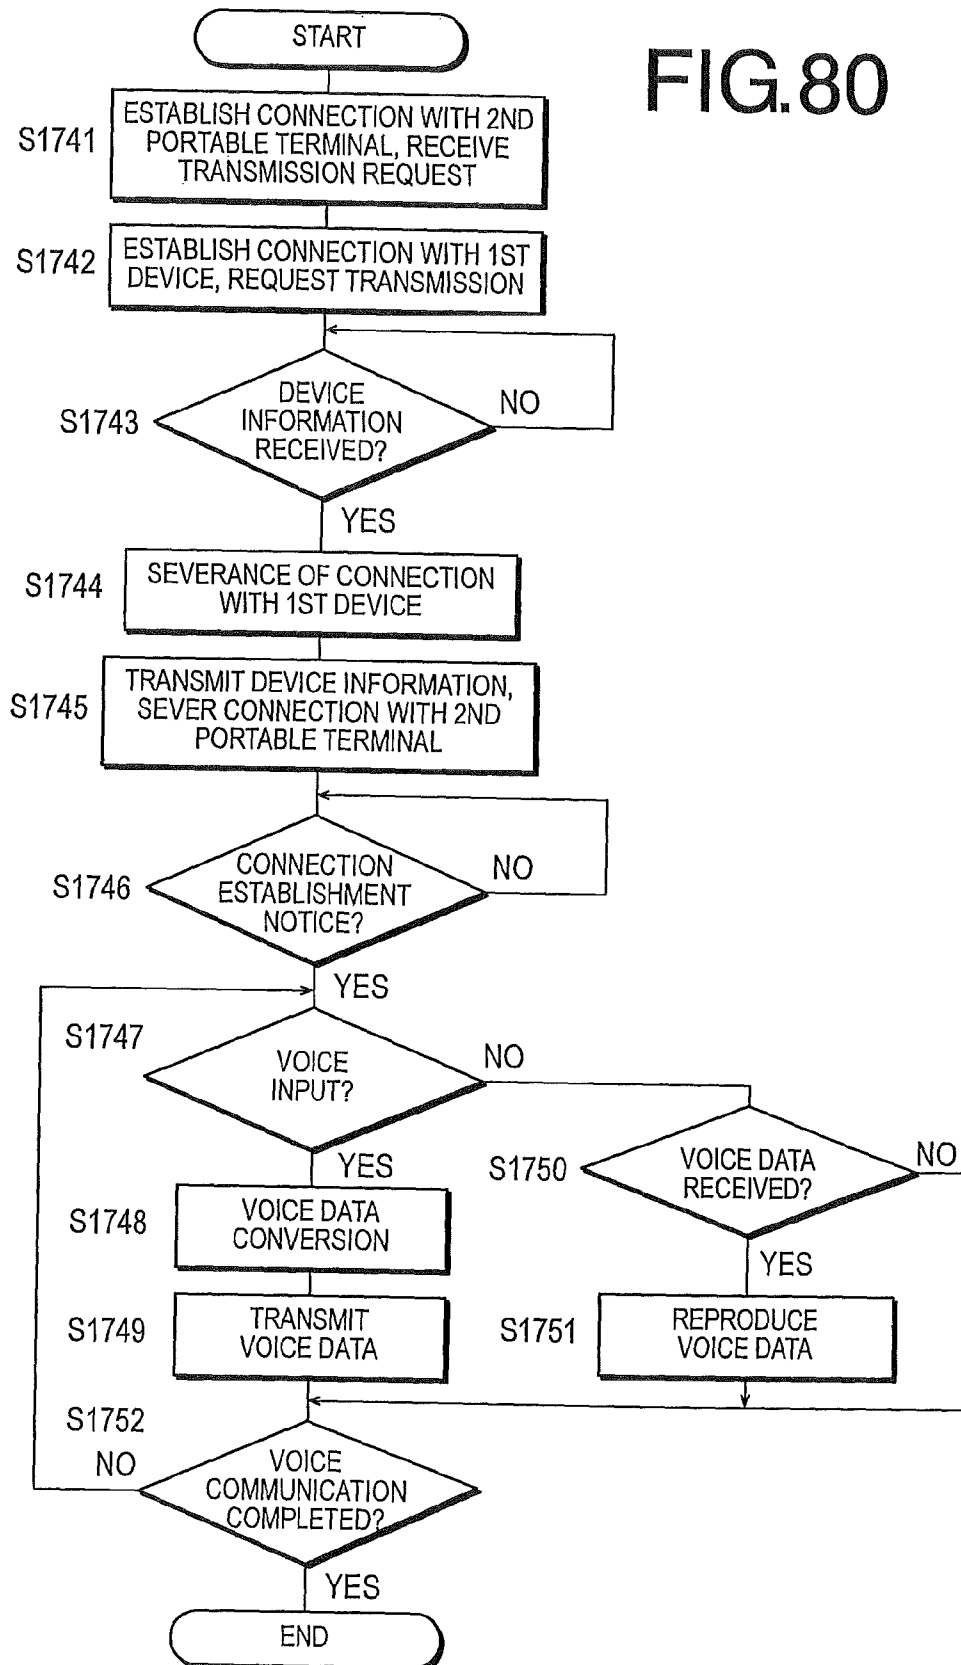 START
FIG.80
S1741
ESTABLISH CONNECTION WITH 2ND
PORTABLE TERMINAL, RECEIVE
TRANSMISSION REQUEST
S1742
ESTABLISH CONNECTION WITH 1ST
DEVICE, REQUEST TRANSMISSION
S1743
DEVICE
INFORMATION
RECEIVED?
NO
YES
S1744
SEVERANCE OF CONNECTION
WITH 1ST DEVICE
S1745
TRANSMIT DEVICE INFORMATION,
SEVER CONNECTION WITH 2ND
PORTABLE TERMINAL
S1746
CONNECTION
ESTABLISHMENT
NOTICE?
NO
YES
S1747
VOICE
INPUT?
NO
YES
S1750
VOICE DATA
RECEIVED?
NO
YES
S1748
VOICE DATA
CONVERSION
S1749
TRANSMIT
VOICE DATA
S1751
REPRODUCE
VOICE DATA
S1752
NO
VOICE
COMMUNICATION
COMPLETED?
YES
END